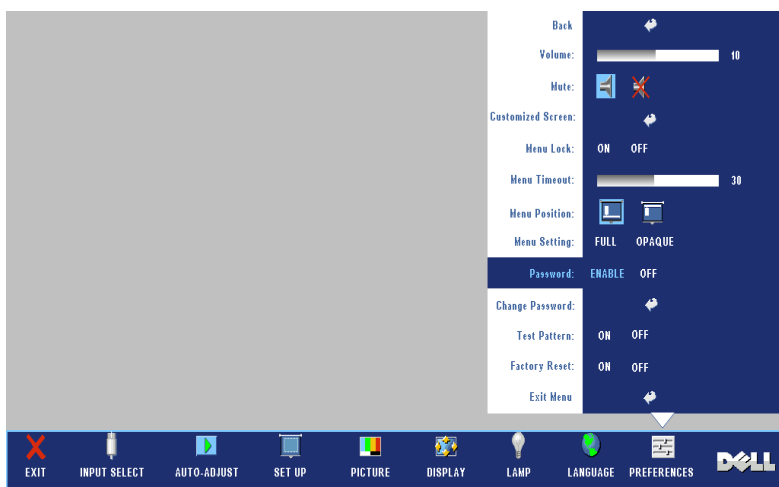 Back
Volume: 10
Mute:
Customized Screen:
Menu Lock: ON OFF
Menu Timeout: 30
Menu Position:
Menu Setting: FULL OPAQUE
Password: ENABLE OFF
Change Password:
Test Pattern: ON OFF
Factory Reset: ON OFF
Exit Menu
EXIT INPUT SELECT AUTO-ADJUST SET UP PICTURE DISPLAY LAMP LANGUAGE PREFERENCES DELL